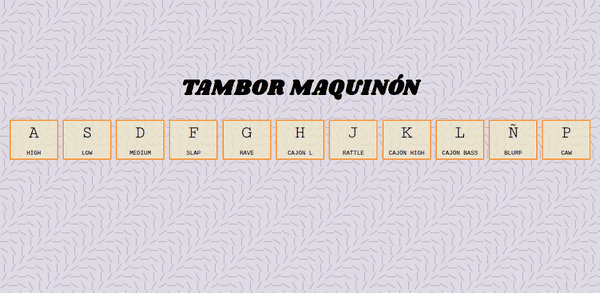 TAMBOR MAQUINÓN
A S D F G H J K L Ñ P
HIGH LOW MEDIUM SLAP RAVE CAJÓN L RATTLE CAJÓN HIGH CAJÓN BASS BLURP CAW